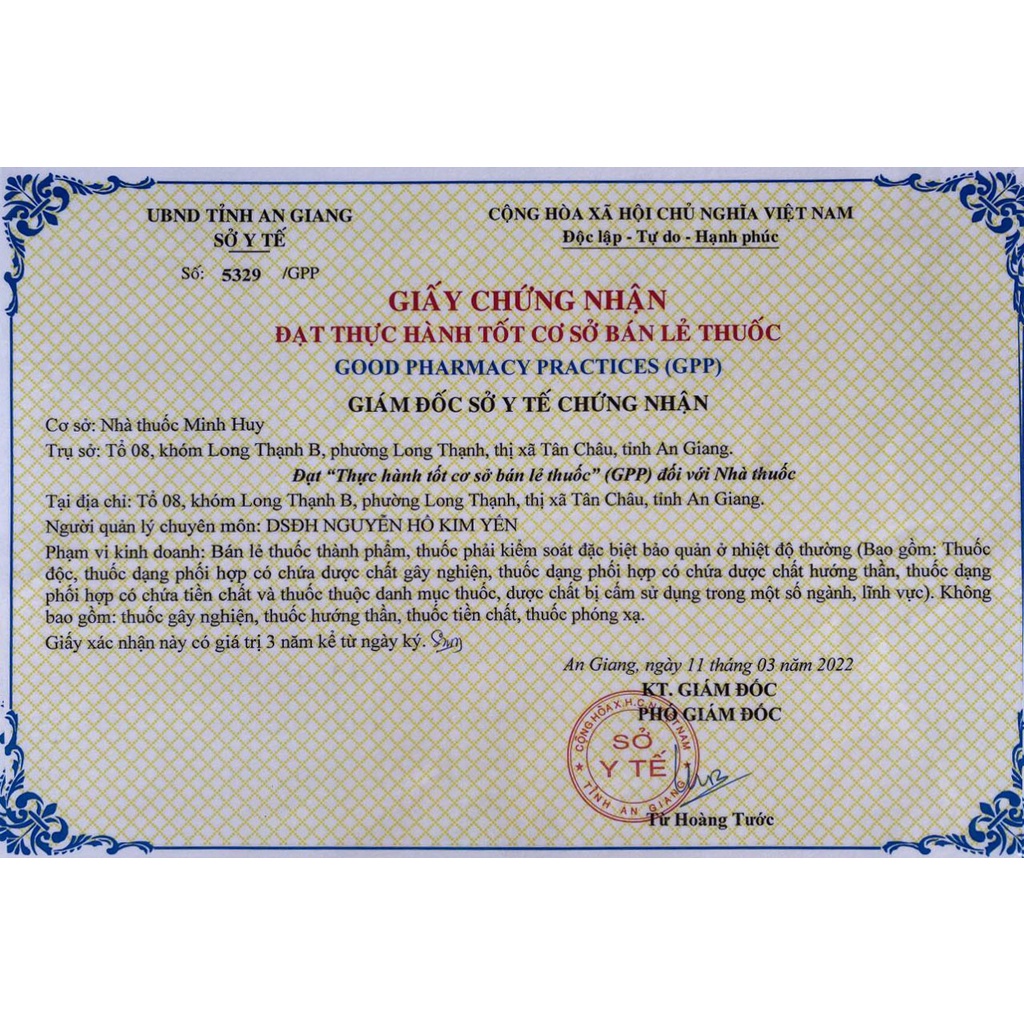 UBND TỈNH AN GIANG
SỞ Y TẾ
Số: 5329 /GPP
CỘNG HÒA XÃ HỘI CHỦ NGHĨA VIỆT NAM
Độc lập - Tự do - Hạnh phúc
GIẤY CHỨNG NHẬN
ĐẠT THỰC HÀNH TỐT CƠ SỞ BÁN LẺ THUỐC
GOOD PHARMACY PRACTICES (GPP)
GIÁM ĐỐC SỞ Y TẾ CHỨNG NHẬN
Cơ sở: Nhà thuốc Minh Huy
Trụ sở: Tổ 08, khóm Long Thạnh B, phường Long Thạnh, thị xã Tân Châu, tỉnh An Giang.
Đạt “Thực hành tốt cơ sở bán lẻ thuốc” (GPP) đối với Nhà thuốc
Tại địa chỉ: Tổ 08, khóm Long Thạnh B, phường Long Thạnh, thị xã Tân Châu, tỉnh An Giang.
Người quản lý chuyên môn: DSĐH NGUYỄN HỒ KIM YẾN
Phạm vi kinh doanh: Bán lẻ thuốc thành phẩm, thuốc phải kiểm soát đặc biệt bảo quản ở nhiệt độ thường (Bao gồm: Thuốc
độc, thuốc dạng phối hợp có chứa dược chất gây nghiện, thuốc dạng phối hợp có chứa dược chất hướng thần, thuốc dạng
phối hợp có chứa tiền chất và thuốc thuộc danh mục thuốc, dược chất bị cấm sử dụng trong một số ngành, lĩnh vực). Không
bao gồm: thuốc gây nghiện, thuốc hướng thần, thuốc tiền chất, thuốc phóng xạ.
Giấy xác nhận này có giá trị 3 năm kể từ ngày ký.
An Giang, ngày 11 tháng 03 năm 2022
KT. GIÁM ĐỐC
PHÓ GIÁM ĐỐC
CỘNG HÒA X.H.C.N VIỆT NAM
SỞ
Y TẾ
TỈNH AN GIANG
Từ Hoàng Tước